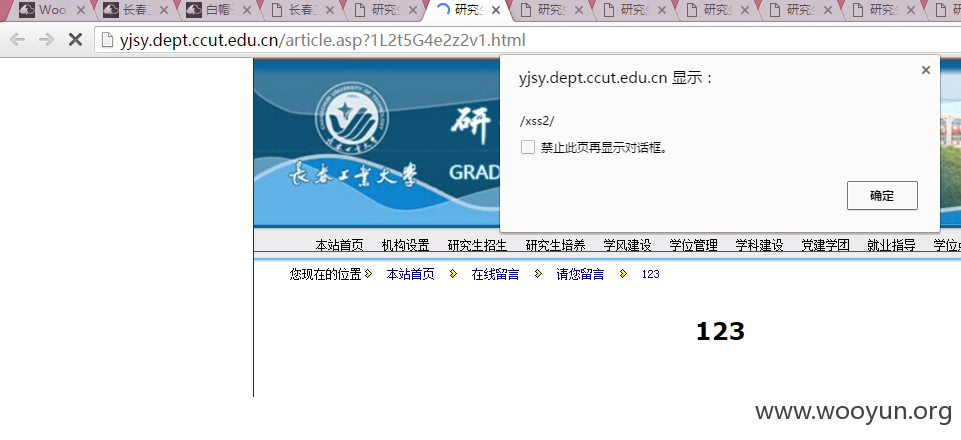 Woo
长春
白帽
长春
研究
研究生
研究
研究
研究
研究
研究
yjsy.dept.ccut.edu.cn/article.asp?1L2t5G4e2z2v1.html
yjsy.dept.ccut.edu.cn 显示：
/xss2/
禁止此页再显示对话框。
确定
CHANGCHUN UNIVERSITY OF TECHNOLOGY
长春工业大学
研
GRAD
本站首页 机构设置 研究生招生 研究生培养 学风建设 学位管理 学科建设 党建学团 就业指导 学位
您现在的位置 本站首页 在线留言 请您留言 123
123
www.wooyun.org